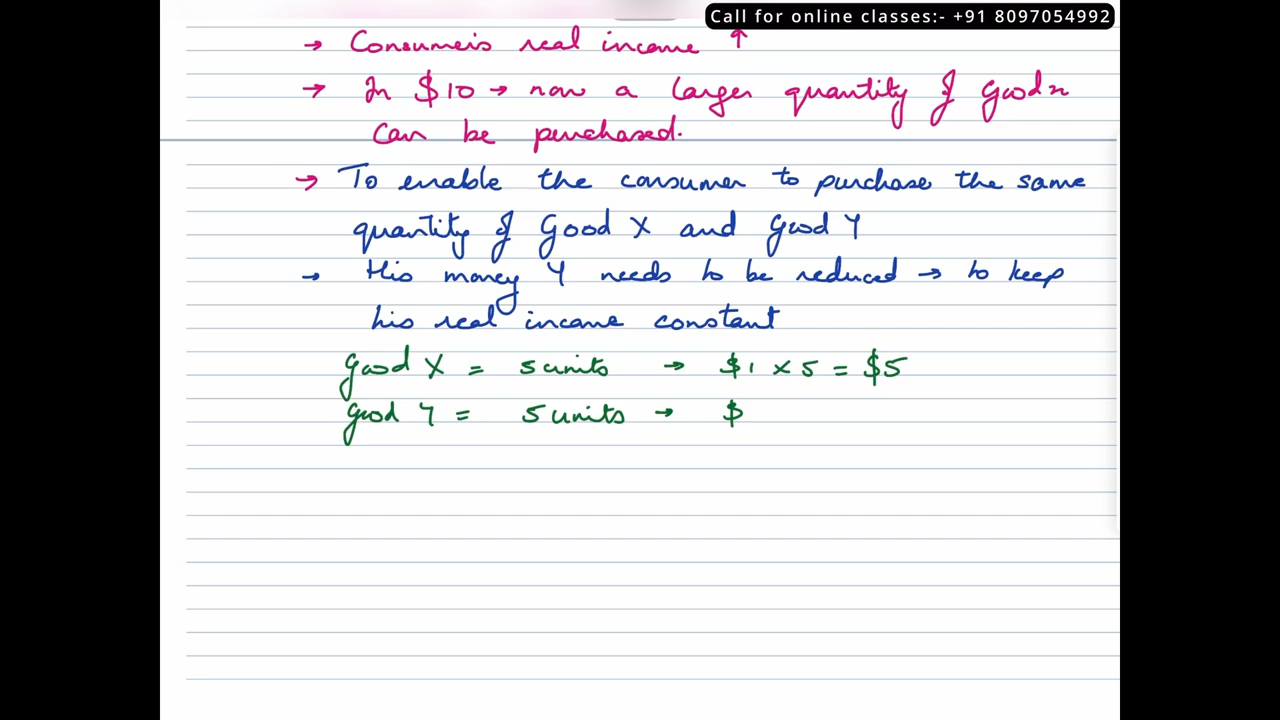 Call for online classes:- +91 8097054992
→ Consumer's real income ↑
→ In $10 → now a larger quantity of Good x
can be purchased.
→ To enable the consumer to purchase the same
quantity of Good X and Good Y
→ His money Y needs to be reduced → to keep
his real income constant
Good X = 5 units → $1 × 5 = $5
Good Y = 5 units → $